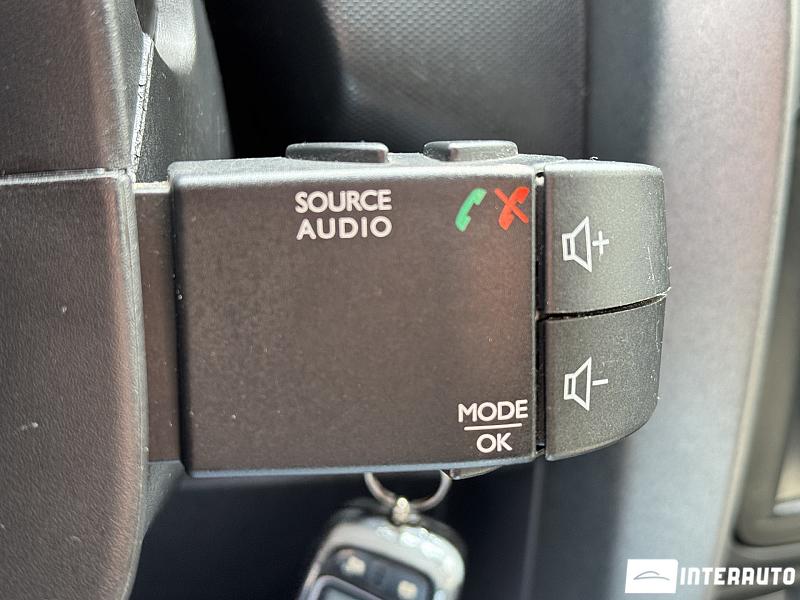 SOURCE
AUDIO
+
-
MODE
OK
INTERAUTO